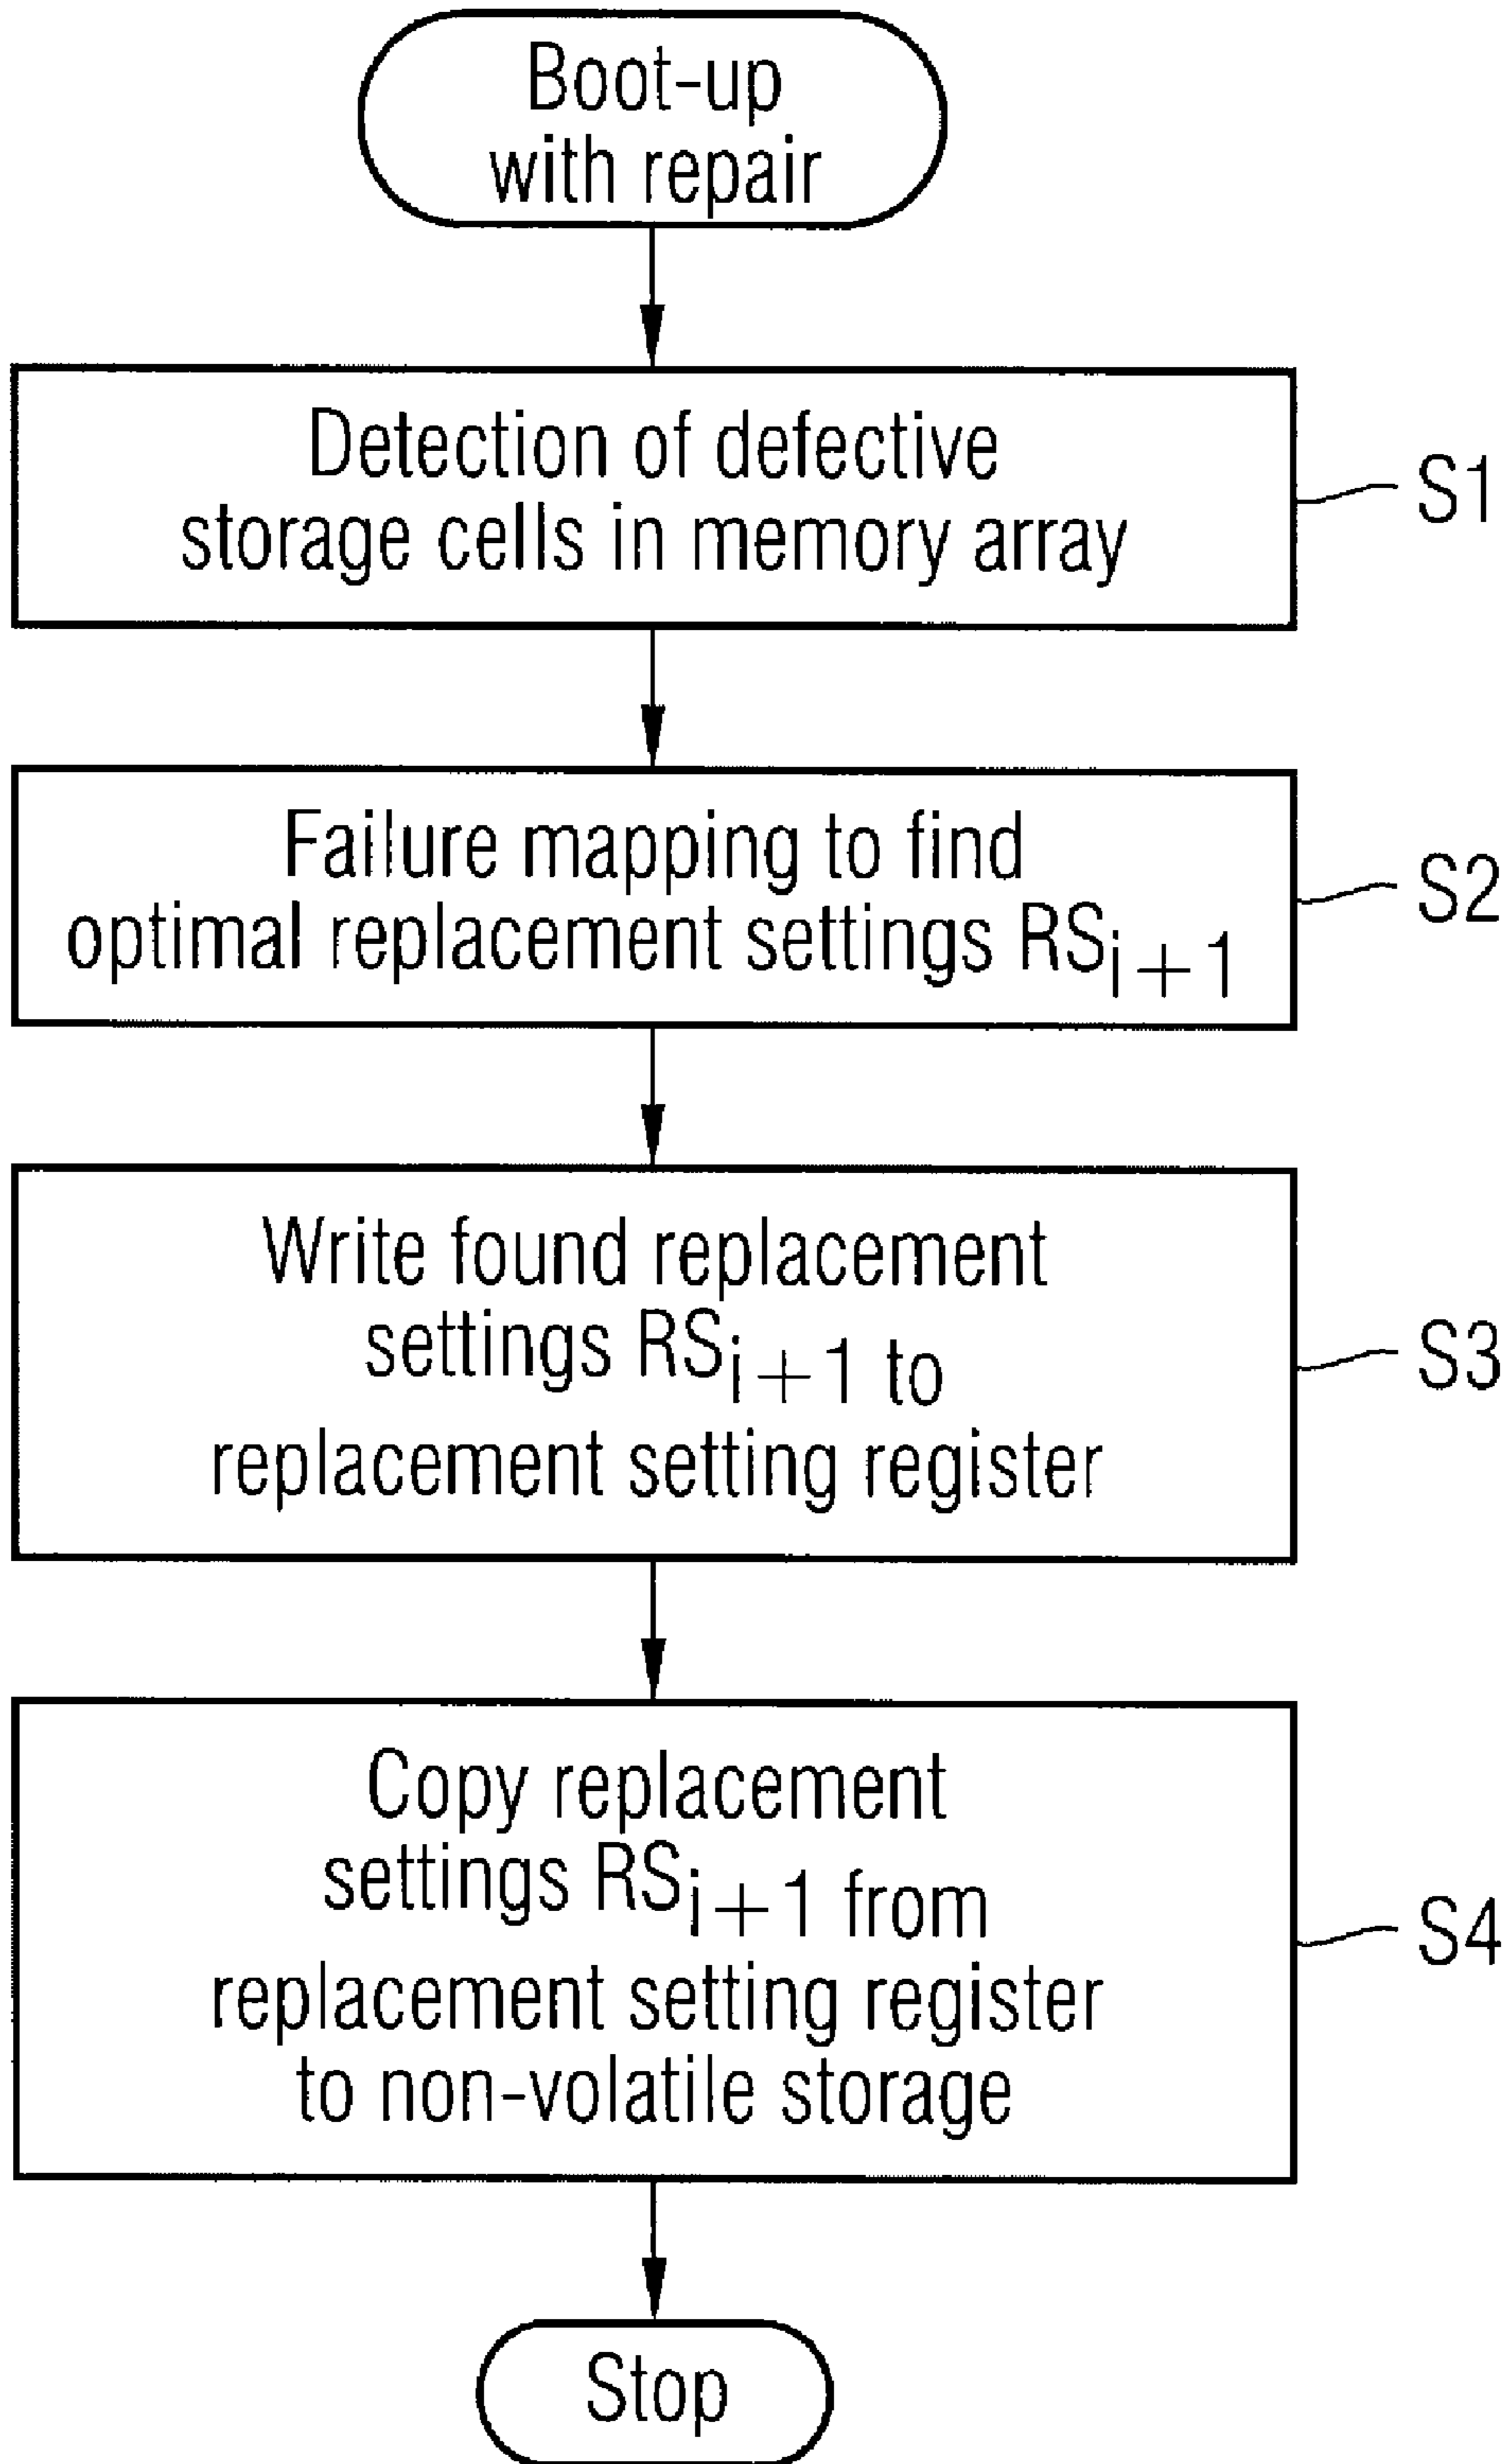 Boot-up
with repair
Detection of defective
storage cells in memory array
S1
Failure mapping to find
optimal replacement settings RSi+1
S2
Write found replacement
settings RSi+1 to
replacement setting register
S3
Copy replacement
settings RSi+1 from
replacement setting register
to non-volatile storage
S4
Stop